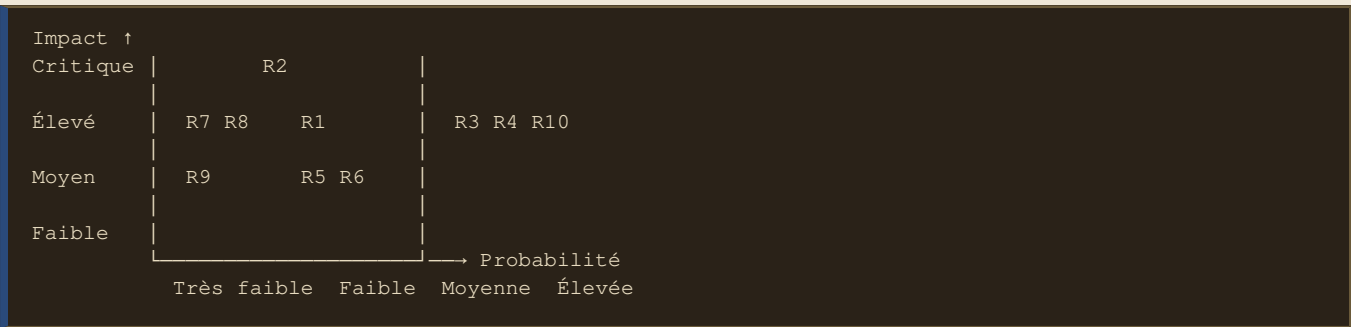 Impact ↑
Critique │        R2          │
│                    │
Élevé    │  R7 R8    R1       │  R3 R4 R10
│                    │
Moyen    │  R9       R5 R6    │
│                    │
Faible   │                    │
└────────────────────┘──→ Probabilité
Très faible  Faible  Moyenne  Élevée